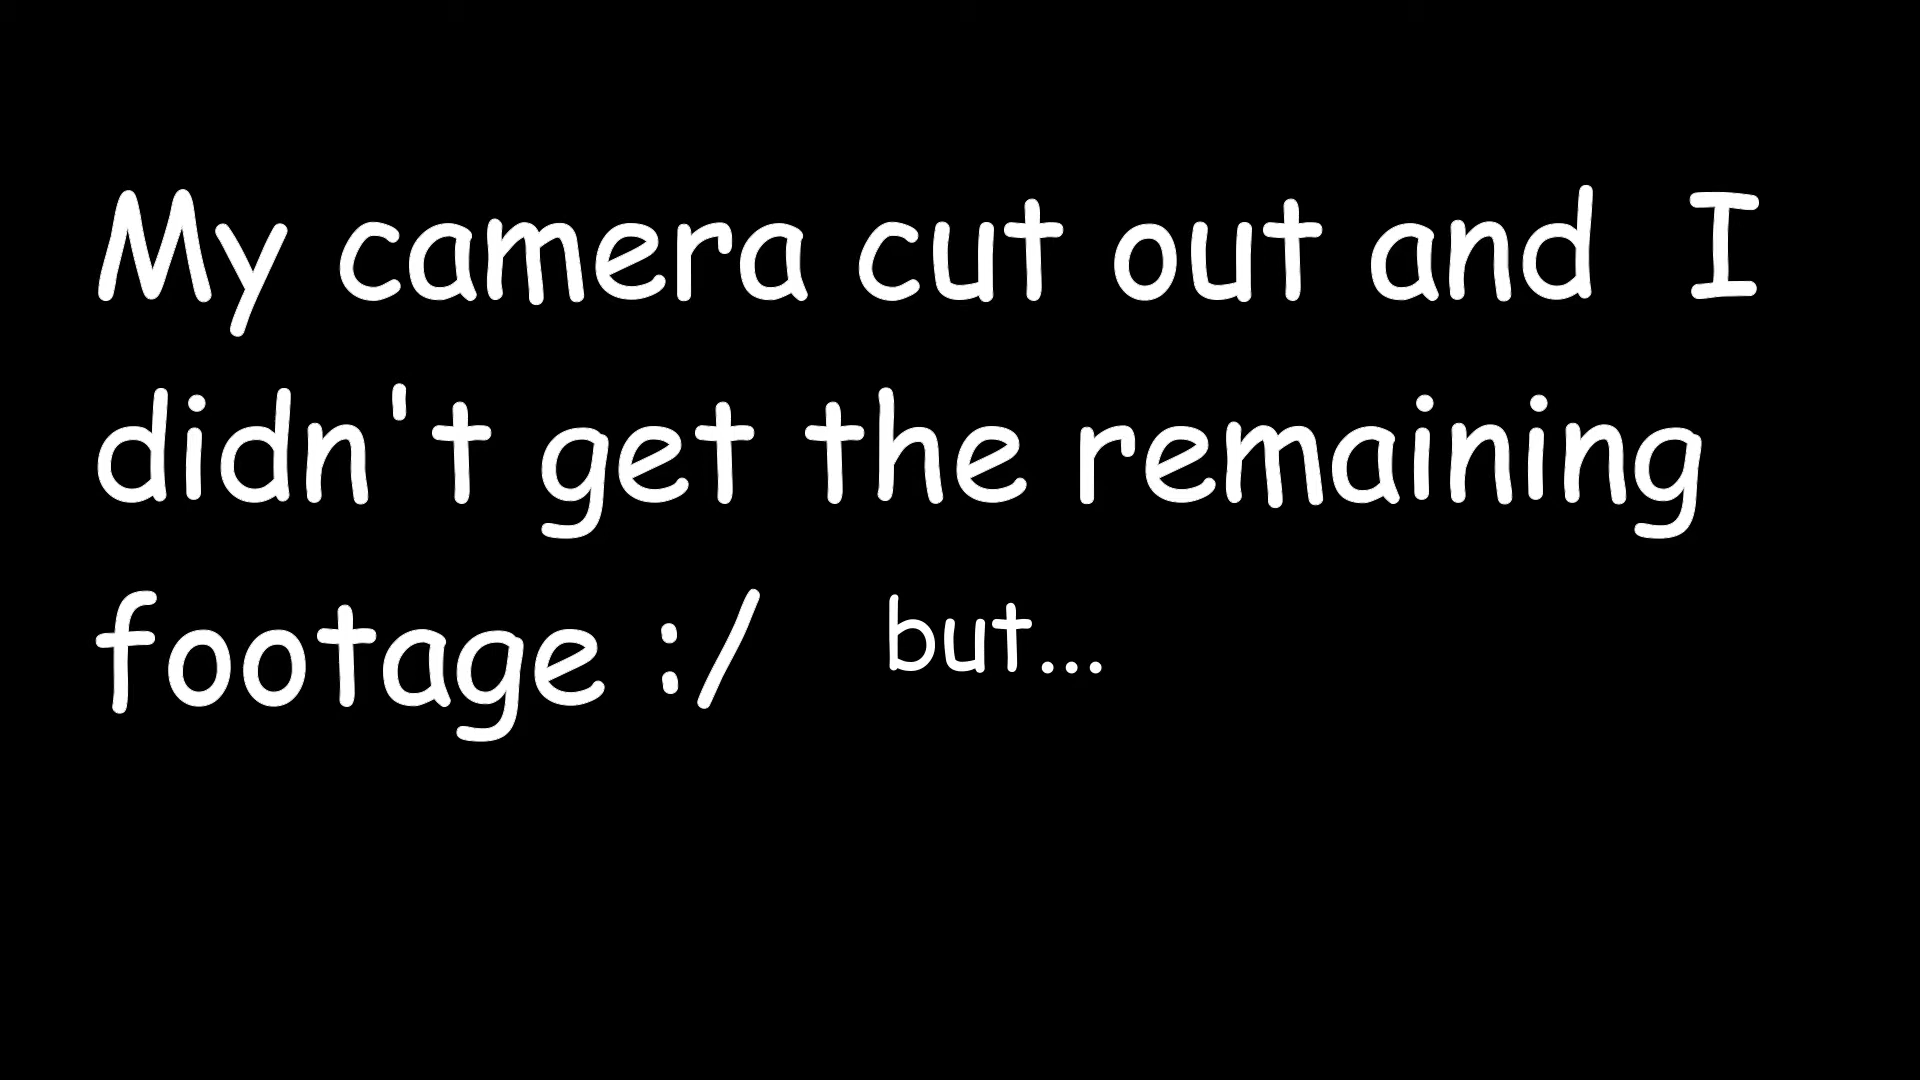 My camera cut out and  I
didn't get the remaining
footage :/   but...